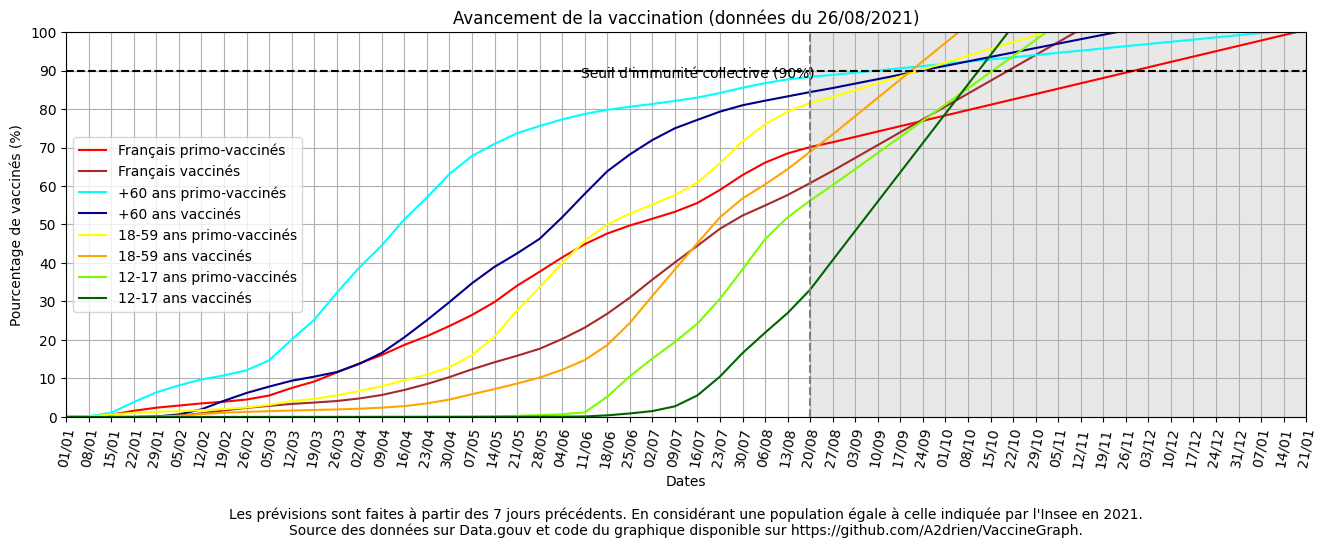 Avancement de la vaccination (données du 26/08/2021)
100
90
80
70
60
50
40
30
20
10
0
Pourcentage de vaccinés (%)
Seuil d'immunité collective (90%)
Français primo-vaccinés
Français vaccinés
+60 ans primo-vaccinés
+60 ans vaccinés
18-59 ans primo-vaccinés
18-59 ans vaccinés
12-17 ans primo-vaccinés
12-17 ans vaccinés
01/01 08/01 15/01 22/01 29/01 05/02 12/02 19/02 26/02 05/03 12/03 19/03 26/03 02/04 09/04 16/04 23/04 30/04 07/05 14/05 21/05 28/05 04/06 11/06 18/06 25/06 02/07 09/07 16/07 23/07 30/07 06/08 13/08 20/08 27/08 03/09 10/09 17/09 24/09 01/10 08/10 15/10 22/10 29/10 05/11 12/11 19/11 26/11 03/12 10/12 17/12 24/12 31/12 07/01 14/01 21/01
Dates
Les prévisions sont faites à partir des 7 jours précédents. En considérant une population égale à celle indiquée par l'Insee en 2021.
Source des données sur Data.gouv et code du graphique disponible sur https://github.com/A2drien/VaccineGraph.